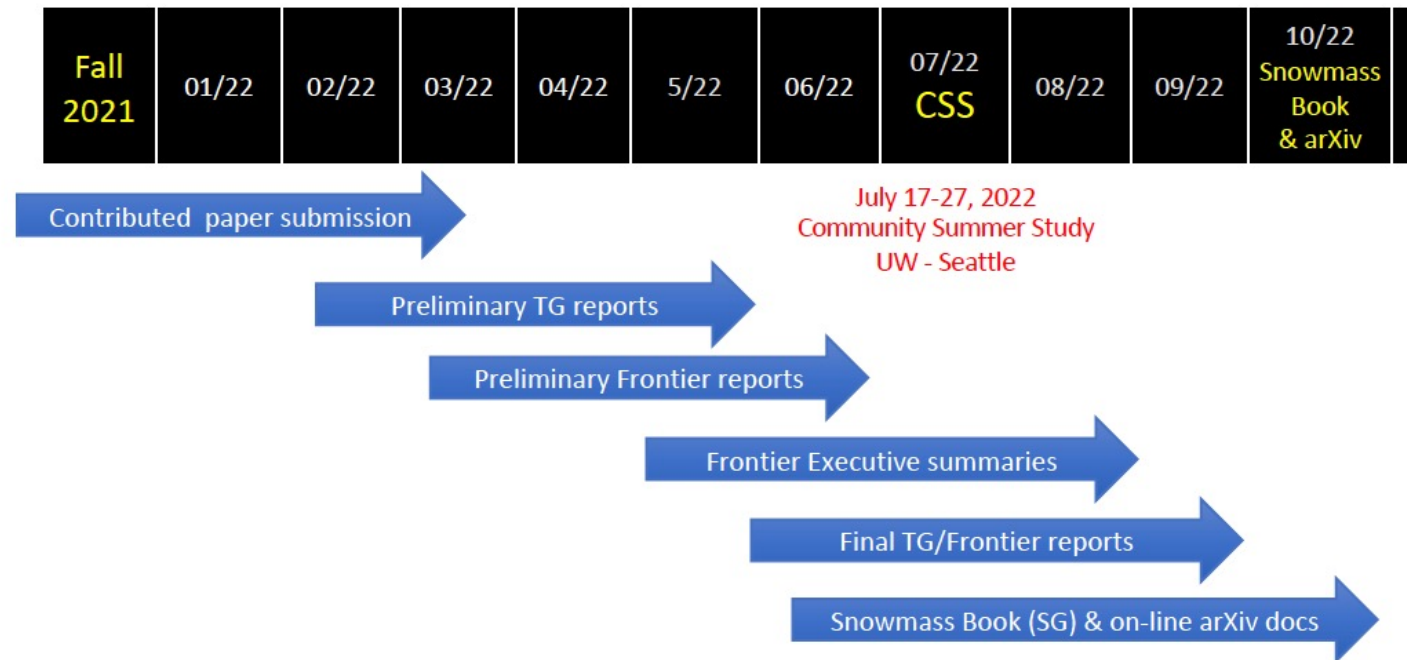 Fall
2021
01/22
02/22
03/22
04/22
5/22
06/22
07/22
CSS
08/22
09/22
10/22
Snowmass
Book
& arXiv
Contributed paper submission
July 17-27, 2022
Community Summer Study
UW - Seattle
Preliminary TG reports
Preliminary Frontier reports
Frontier Executive summaries
Final TG/Frontier reports
Snowmass Book (SG) & on-line arXiv docs